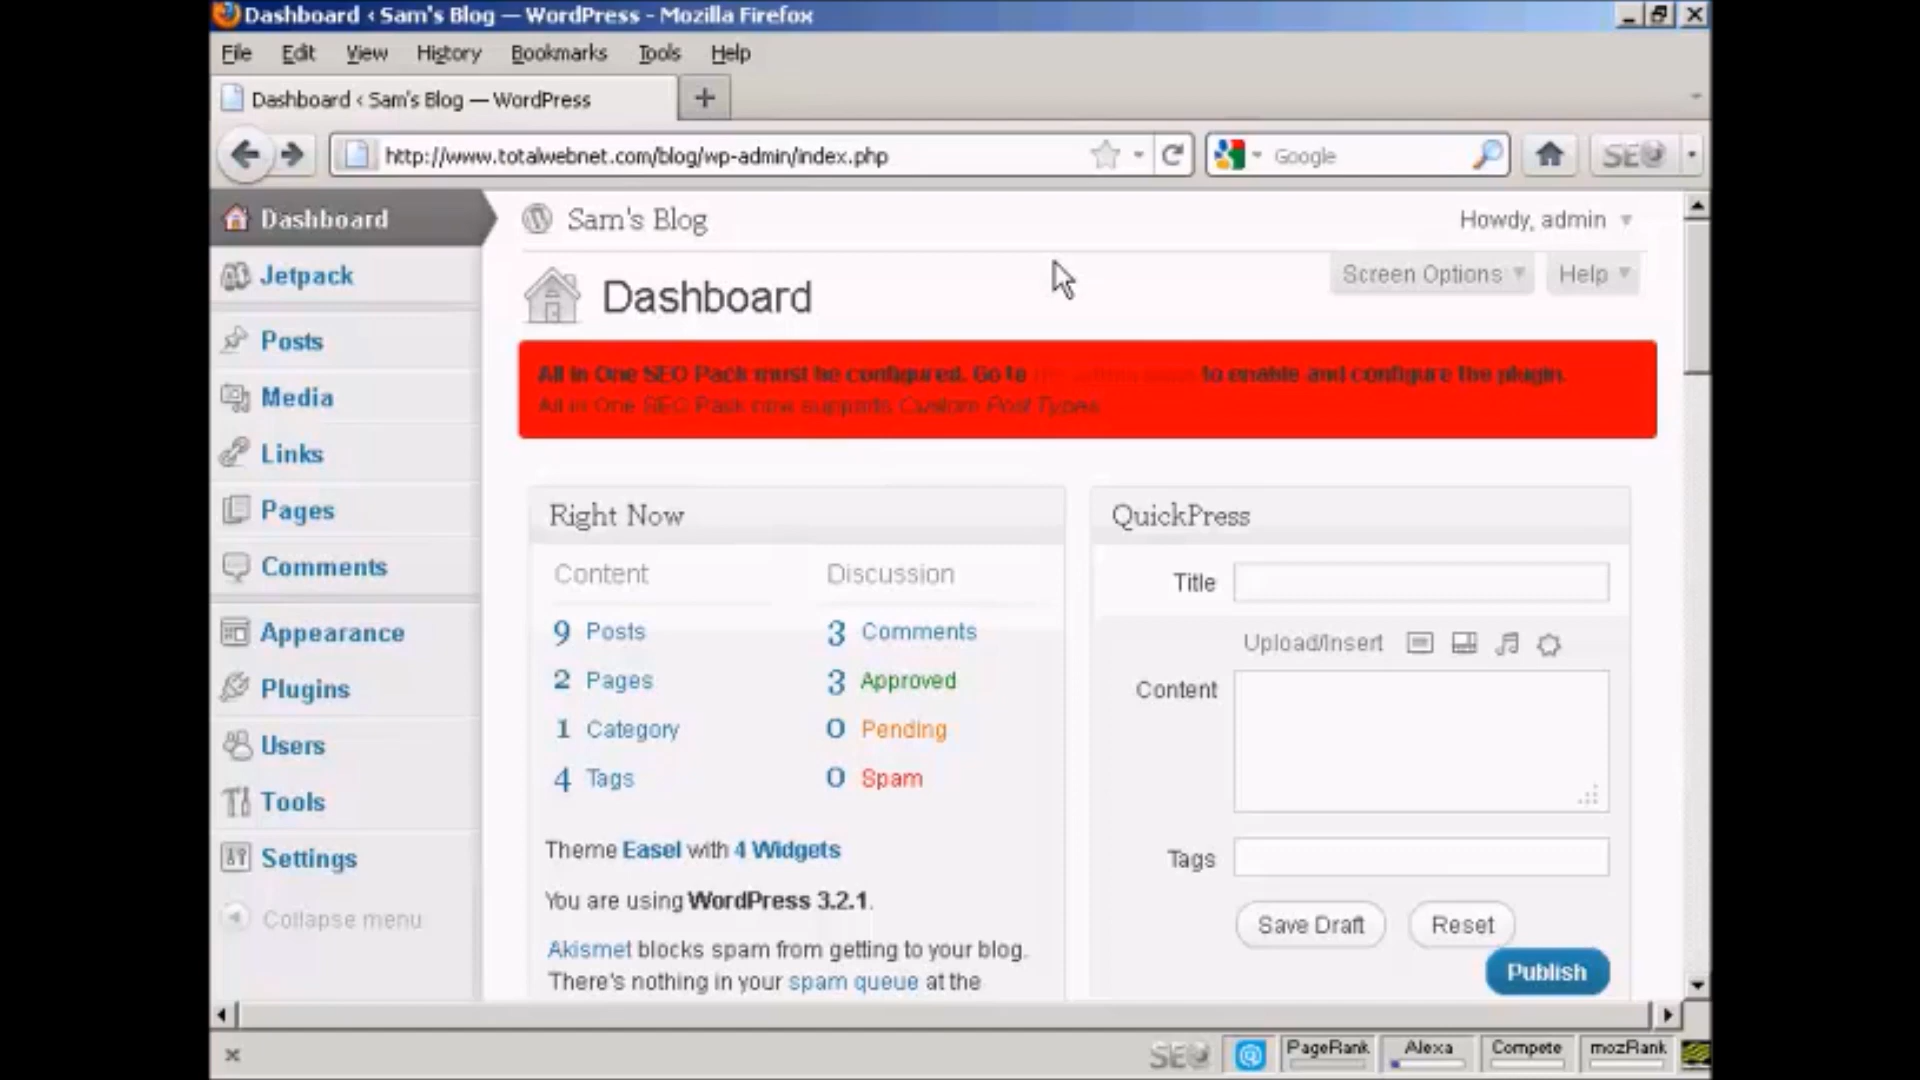 Dashboard ‹ Sam's Blog — WordPress - Mozilla Firefox
File Edit View History Bookmarks Tools Help
Dashboard ‹ Sam's Blog — WordPress
http://www.totalwebnet.com/blog/wp-admin/index.php
Google
SEO
Dashboard
Sam's Blog
Howdy, admin
Jetpack
Dashboard
Screen Options
Help
Posts
All in One SEO Pack must be configured. Go to
to enable and configure the plugin.
All in One SEO Pack now supports Custom Post Types.
Media
Links
Pages
Comments
Appearance
Plugins
Users
Tools
Settings
Collapse menu
Right Now
Content Discussion
9 Posts 3 Comments
2 Pages 3 Approved
1 Category 0 Pending
4 Tags 0 Spam
Theme Easel with 4 Widgets
You are using WordPress 3.2.1.
Akismet blocks spam from getting to your blog.
There's nothing in your spam queue at the
QuickPress
Title
Upload/Insert
Content
Tags
Save Draft Reset
Publish
SEO PageRank Alexa Compete mozRank